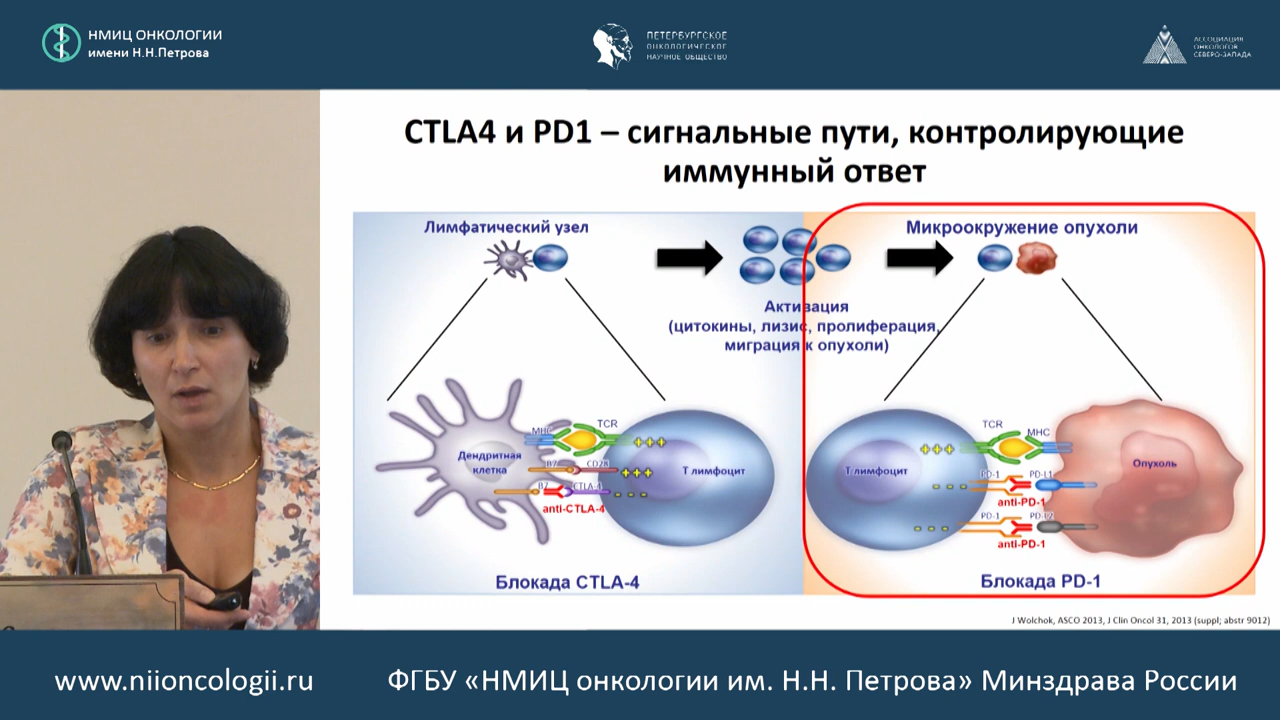 НМИЦ ОНКОЛОГИИ
имени Н.Н.Петрова
ПЕТЕРБУРГСКОЕ
ОНКОЛОГИЧЕСКОЕ
НАУЧНОЕ ОБЩЕСТВО
АССОЦИАЦИЯ
ОНКОЛОГОВ
СЕВЕРО-ЗАПАДА
CTLA4 и PD1 – сигнальные пути, контролирующие
иммунный ответ
Лимфатический узел
Микроокружение опухоли
Активация
(цитокины, лизис, пролиферация,
миграция к опухоли)
MHC
TCR
+++
Дендритная
клетка
B7
CD28
+++
Т лимфоцит
B7
CTLA-4
- - -
anti-CTLA-4
Блокада CTLA-4
TCR
MHC
+++
Т лимфоцит
Опухоль
PD-1
PD-L1
- - -
anti-PD-1
PD-1
PD-L2
- - -
anti-PD-1
Блокада PD-1
J Wolchok, ASCO 2013, J Clin Oncol 31, 2013 (suppl; abstr 9012)
www.niioncologii.ru
ФГБУ «НМИЦ онкологии им. Н.Н. Петрова» Минздрава России